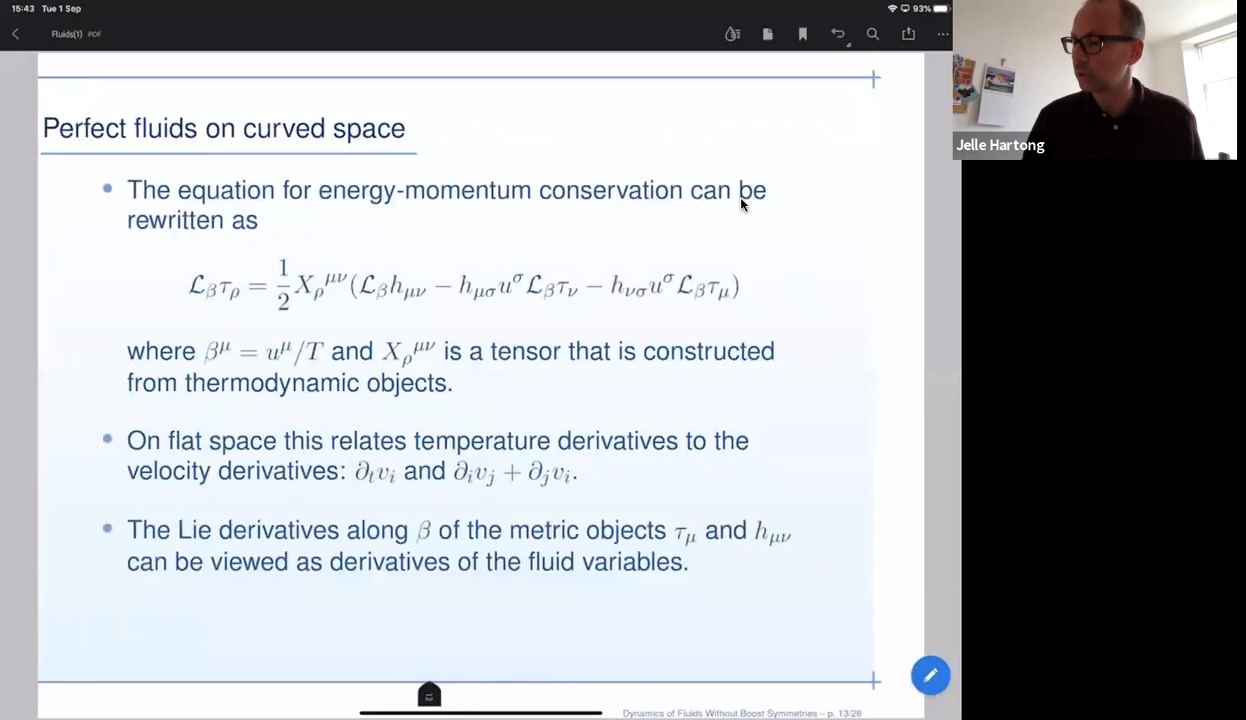 15:43 Tue 1 Sep
93%
Fluids(1) PDF
Jelle Hartong
Perfect fluids on curved space
• The equation for energy-momentum conservation can be
rewritten as
ℒ_β τ_ρ = 1/2 X_ρ^{μν} (ℒ_β h_{μν} − h_{μσ} u^σ ℒ_β τ_ν − h_{νσ} u^σ ℒ_β τ_μ)
where β^μ = u^μ/T and X_ρ^{μν} is a tensor that is constructed
from thermodynamic objects.
• On flat space this relates temperature derivatives to the
velocity derivatives: ∂_t v_i and ∂_i v_j + ∂_j v_i.
• The Lie derivatives along β of the metric objects τ_μ and h_{μν}
can be viewed as derivatives of the fluid variables.
13
Dynamics of Fluids Without Boost Symmetries – p. 13/28